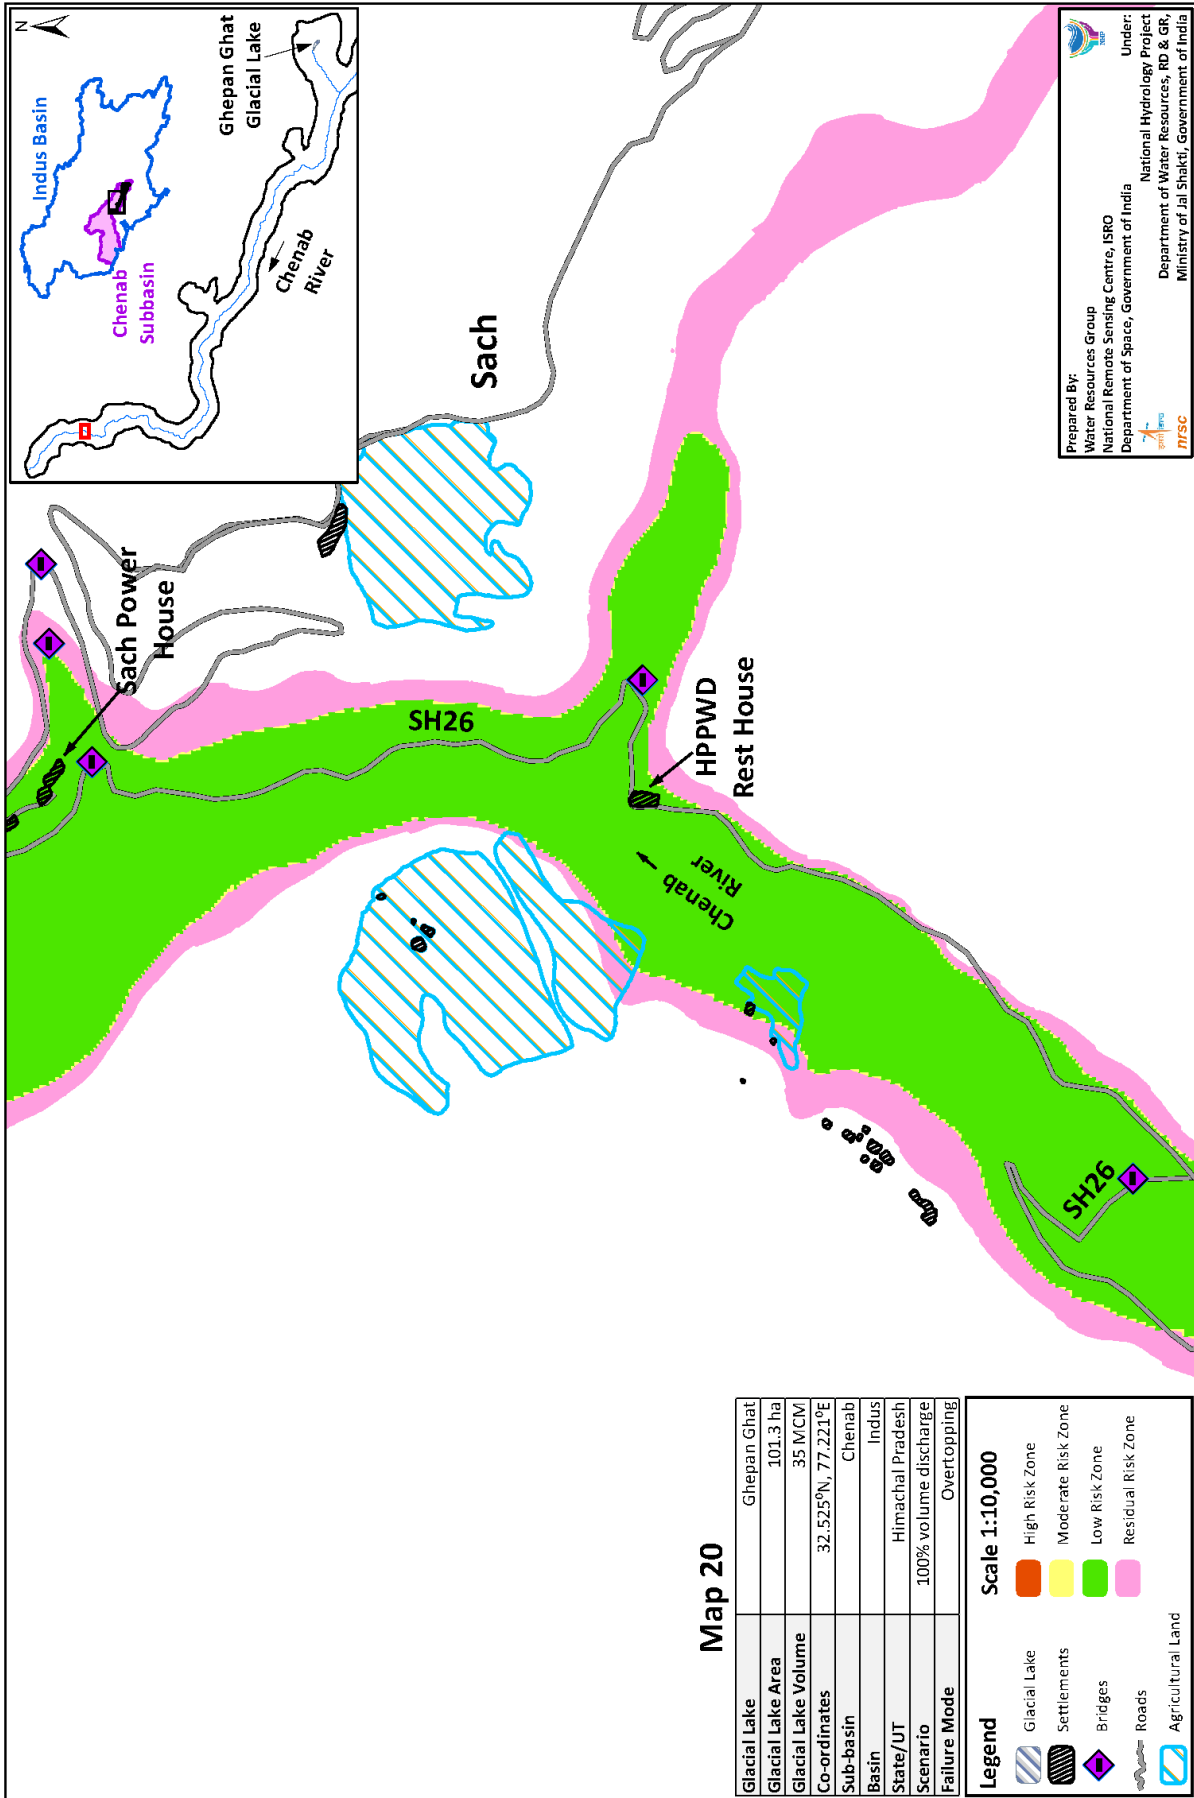 N
Indus Basin
Chenab
Subbasin
Ghepan Ghat
Glacial Lake
Chenab
River
Sach Power
House
Sach
SH26
HPPWD
Rest House
Chenab
River
SH26
Map 20
Glacial Lake Ghepan Ghat
Glacial Lake Area 101.3 ha
Glacial Lake Volume 35 MCM
Co-ordinates 32.525⁰N, 77.221⁰E
Sub-basin Chenab
Basin Indus
State/UT Himachal Pradesh
Scenario 100% volume discharge
Failure Mode Overtopping
Legend
Scale 1:10,000
Glacial Lake
Settlements
Bridges
Roads
Agricultural Land
High Risk Zone
Moderate Risk Zone
Low Risk Zone
Residual Risk Zone
Prepared By:
Water Resources Group
National Remote Sensing Centre, ISRO
Department of Space, Government of India
इसरो isro
nrsc
NHP
Under:
National Hydrology Project
Department of Water Resources, RD & GR,
Ministry of Jal Shakti, Government of India